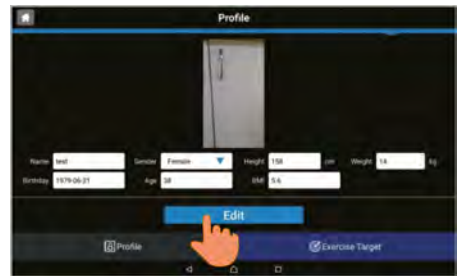 Profile
Name test Gender Female Height 158 cm Weight 14 kg
Birthday 1979-06-21 Age 38 BMI 5.6
Edit
Profile Exercise Target